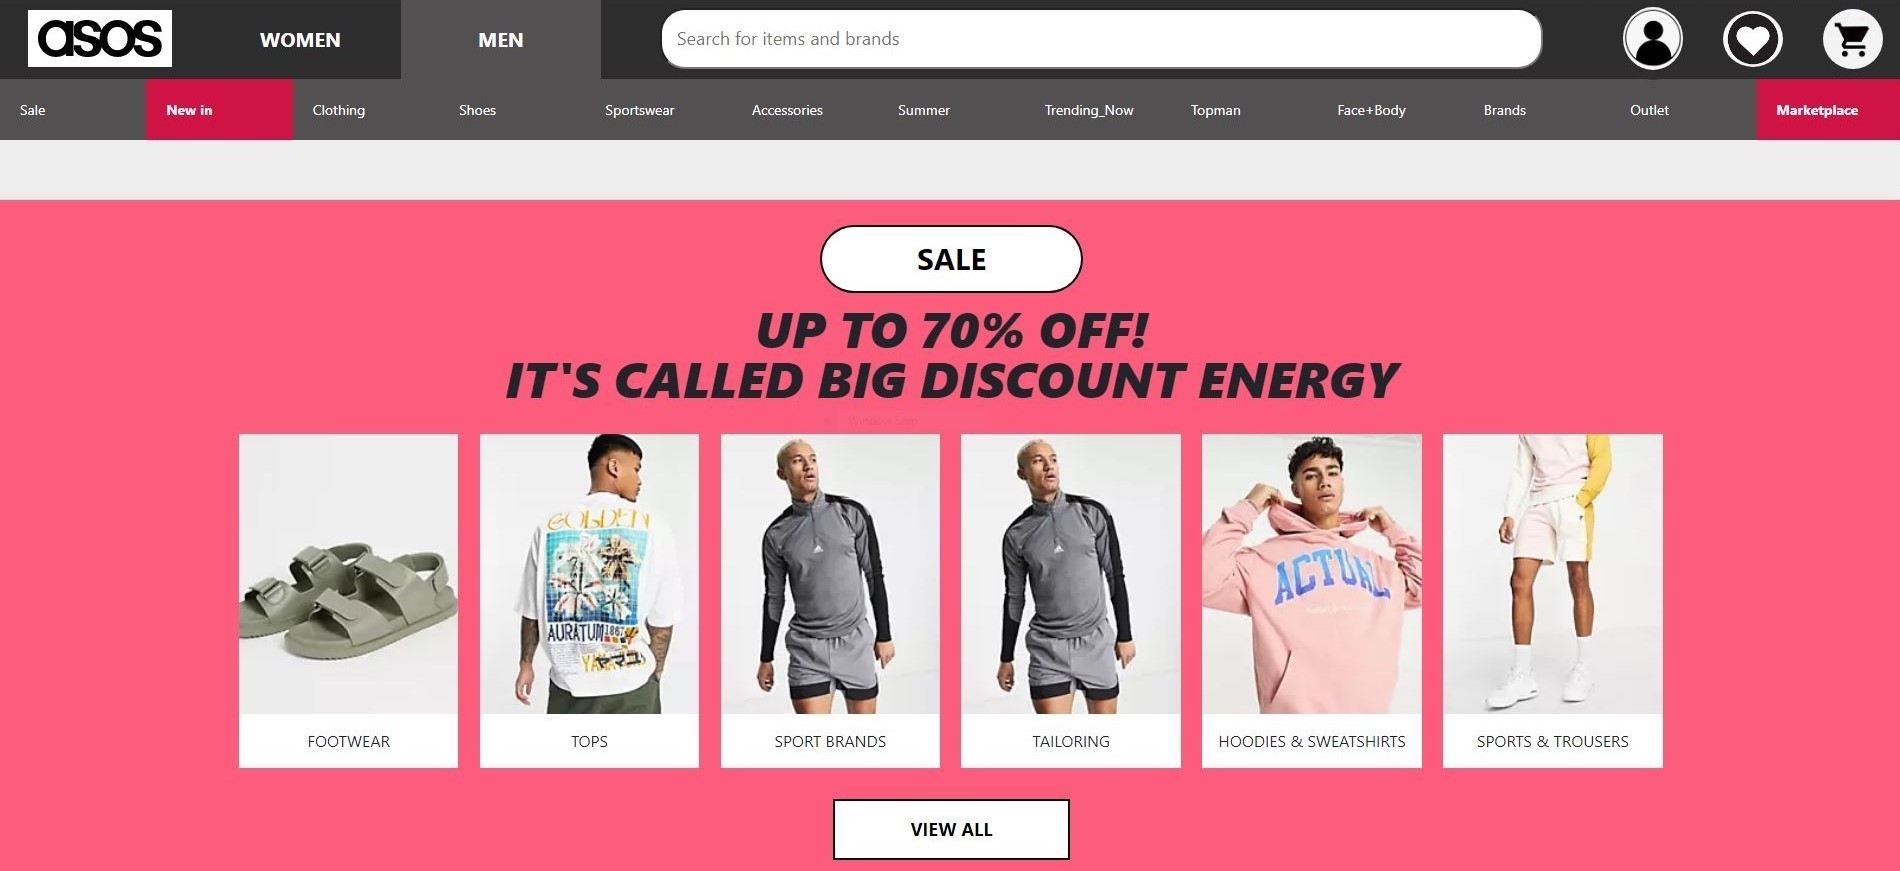 asos
WOMEN
MEN
Search for items and brands
Sale
New in
Clothing
Shoes
Sportswear
Accessories
Summer
Trending_Now
Topman
Face+Body
Brands
Outlet
Marketplace
SALE
UP TO 70% OFF!
IT'S CALLED BIG DISCOUNT ENERGY
GOLDEN
AURATUM 1867
ACTUAL
FOOTWEAR
TOPS
SPORT BRANDS
TAILORING
HOODIES & SWEATSHIRTS
SPORTS & TROUSERS
VIEW ALL